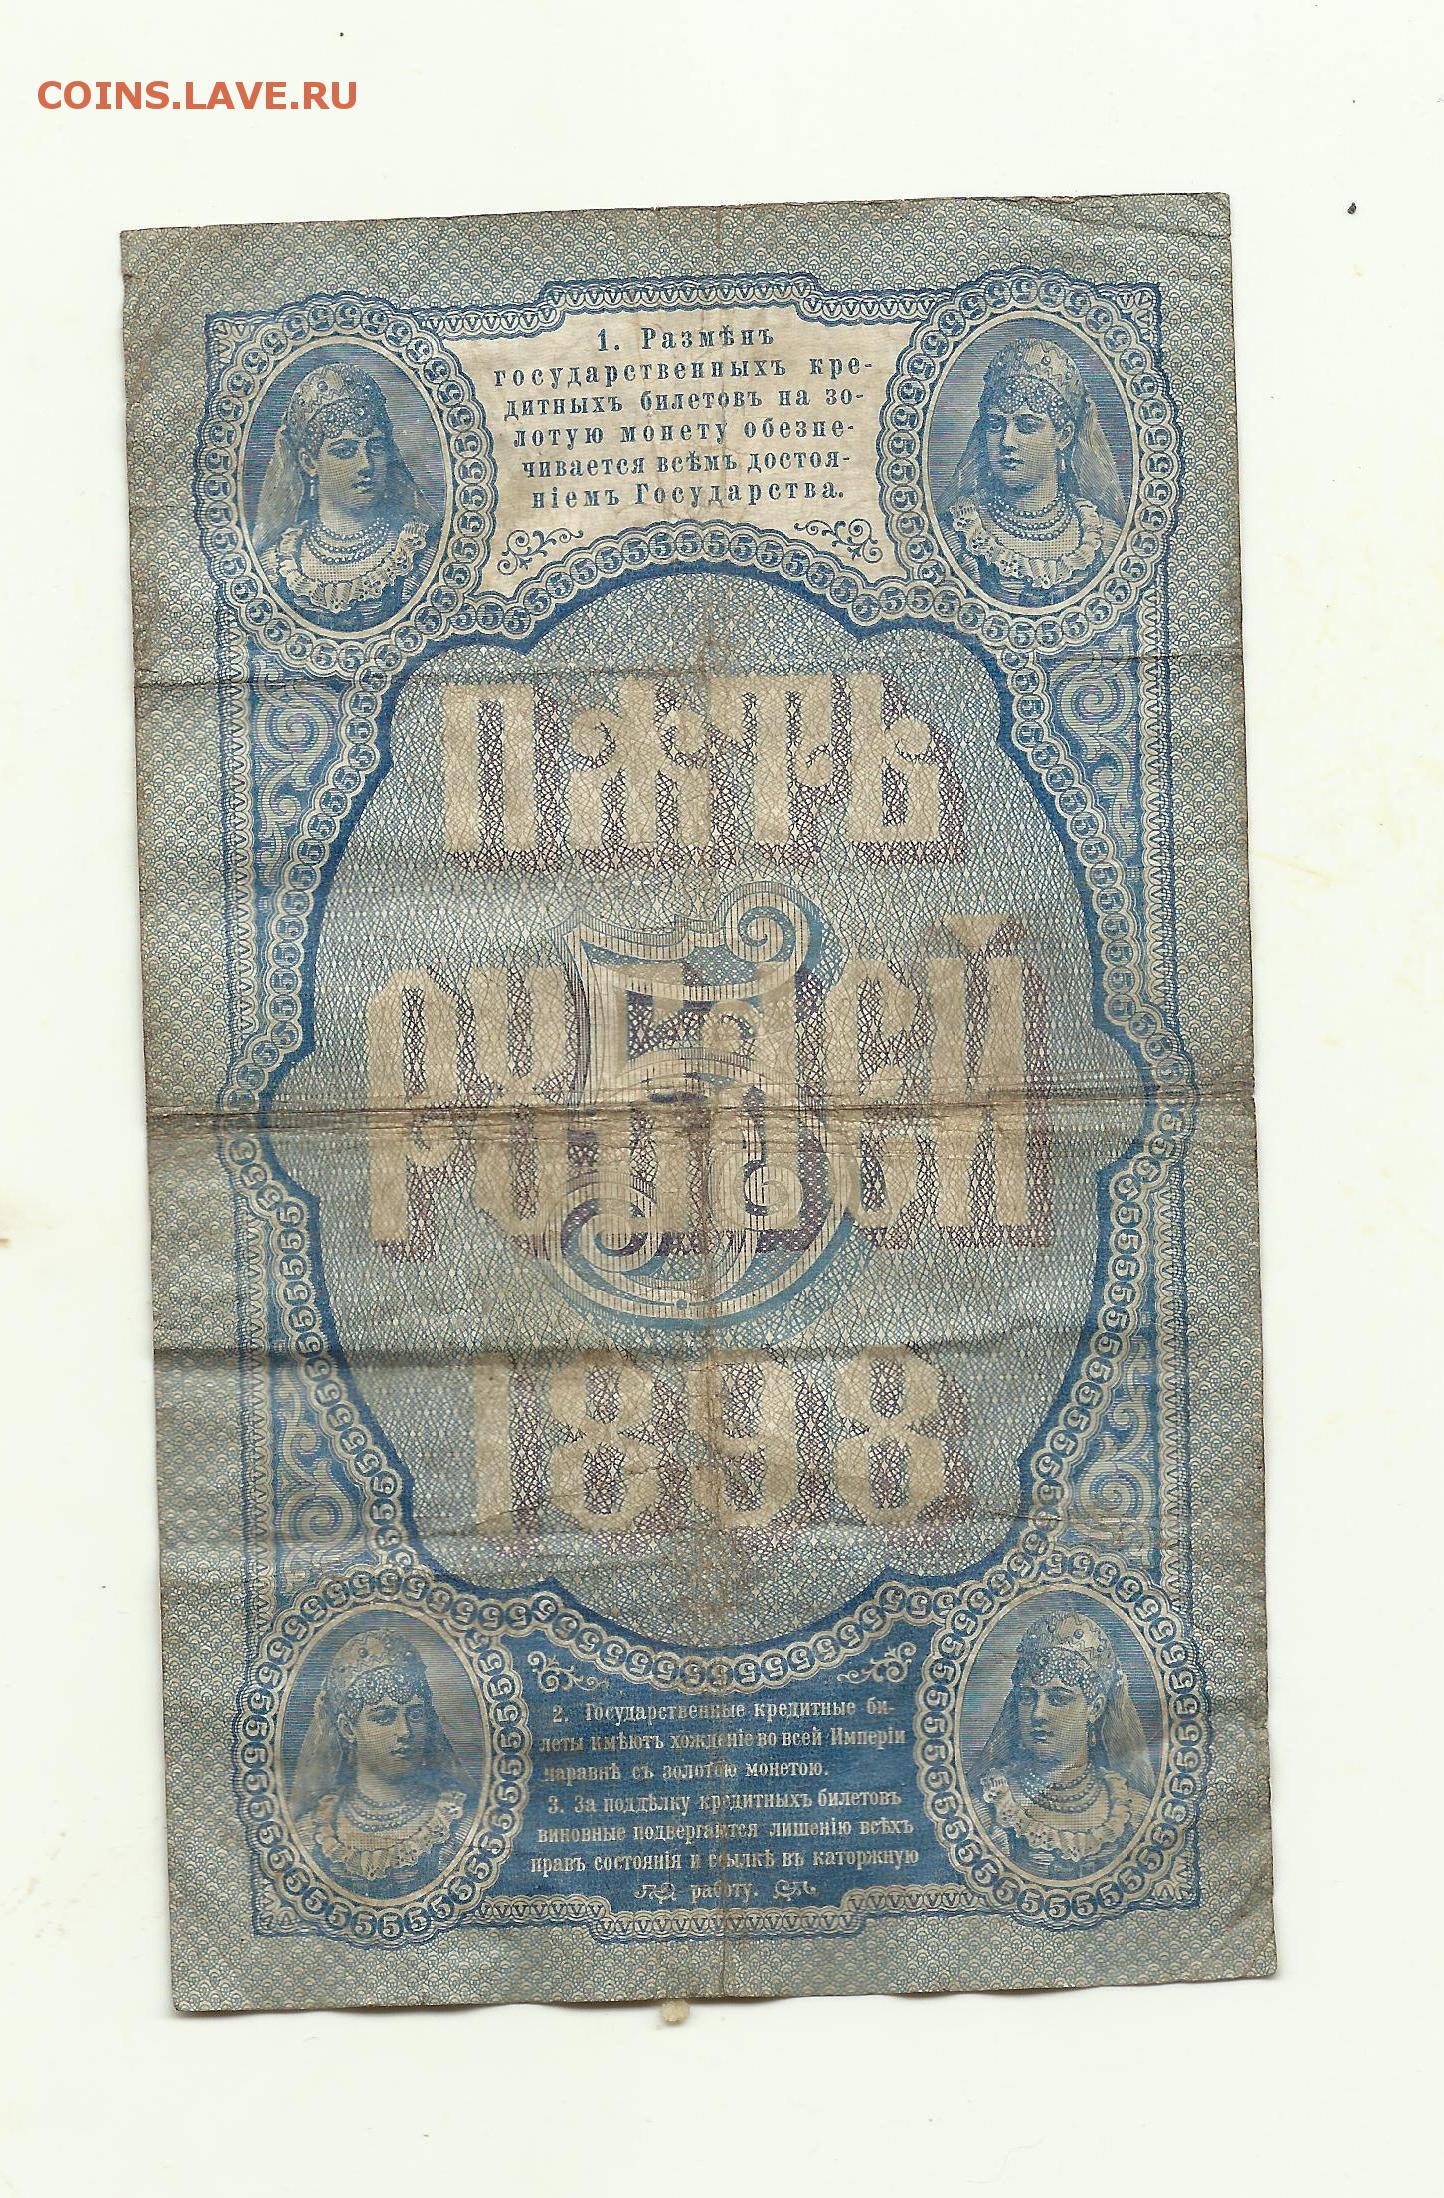 COINS.LAVE.RU
1. Размѣнъ
государственныхъ кре-
дитныхъ билетовъ на зо-
лотую монету обезпе-
чивается всѣмъ достоя-
ніемъ Государства.
ПЯТЬ
РУБЛЕЙ
5
1898
2. Государственные кредитные би-
леты имѣютъ хожденіе во всей Имперіи
наравнѣ съ золотою монетою.
3. За поддѣлку кредитныхъ билетовъ
виновные подвергаются лишенію всѣхъ
правъ состоянія и ссылкѣ въ каторжную
работу.